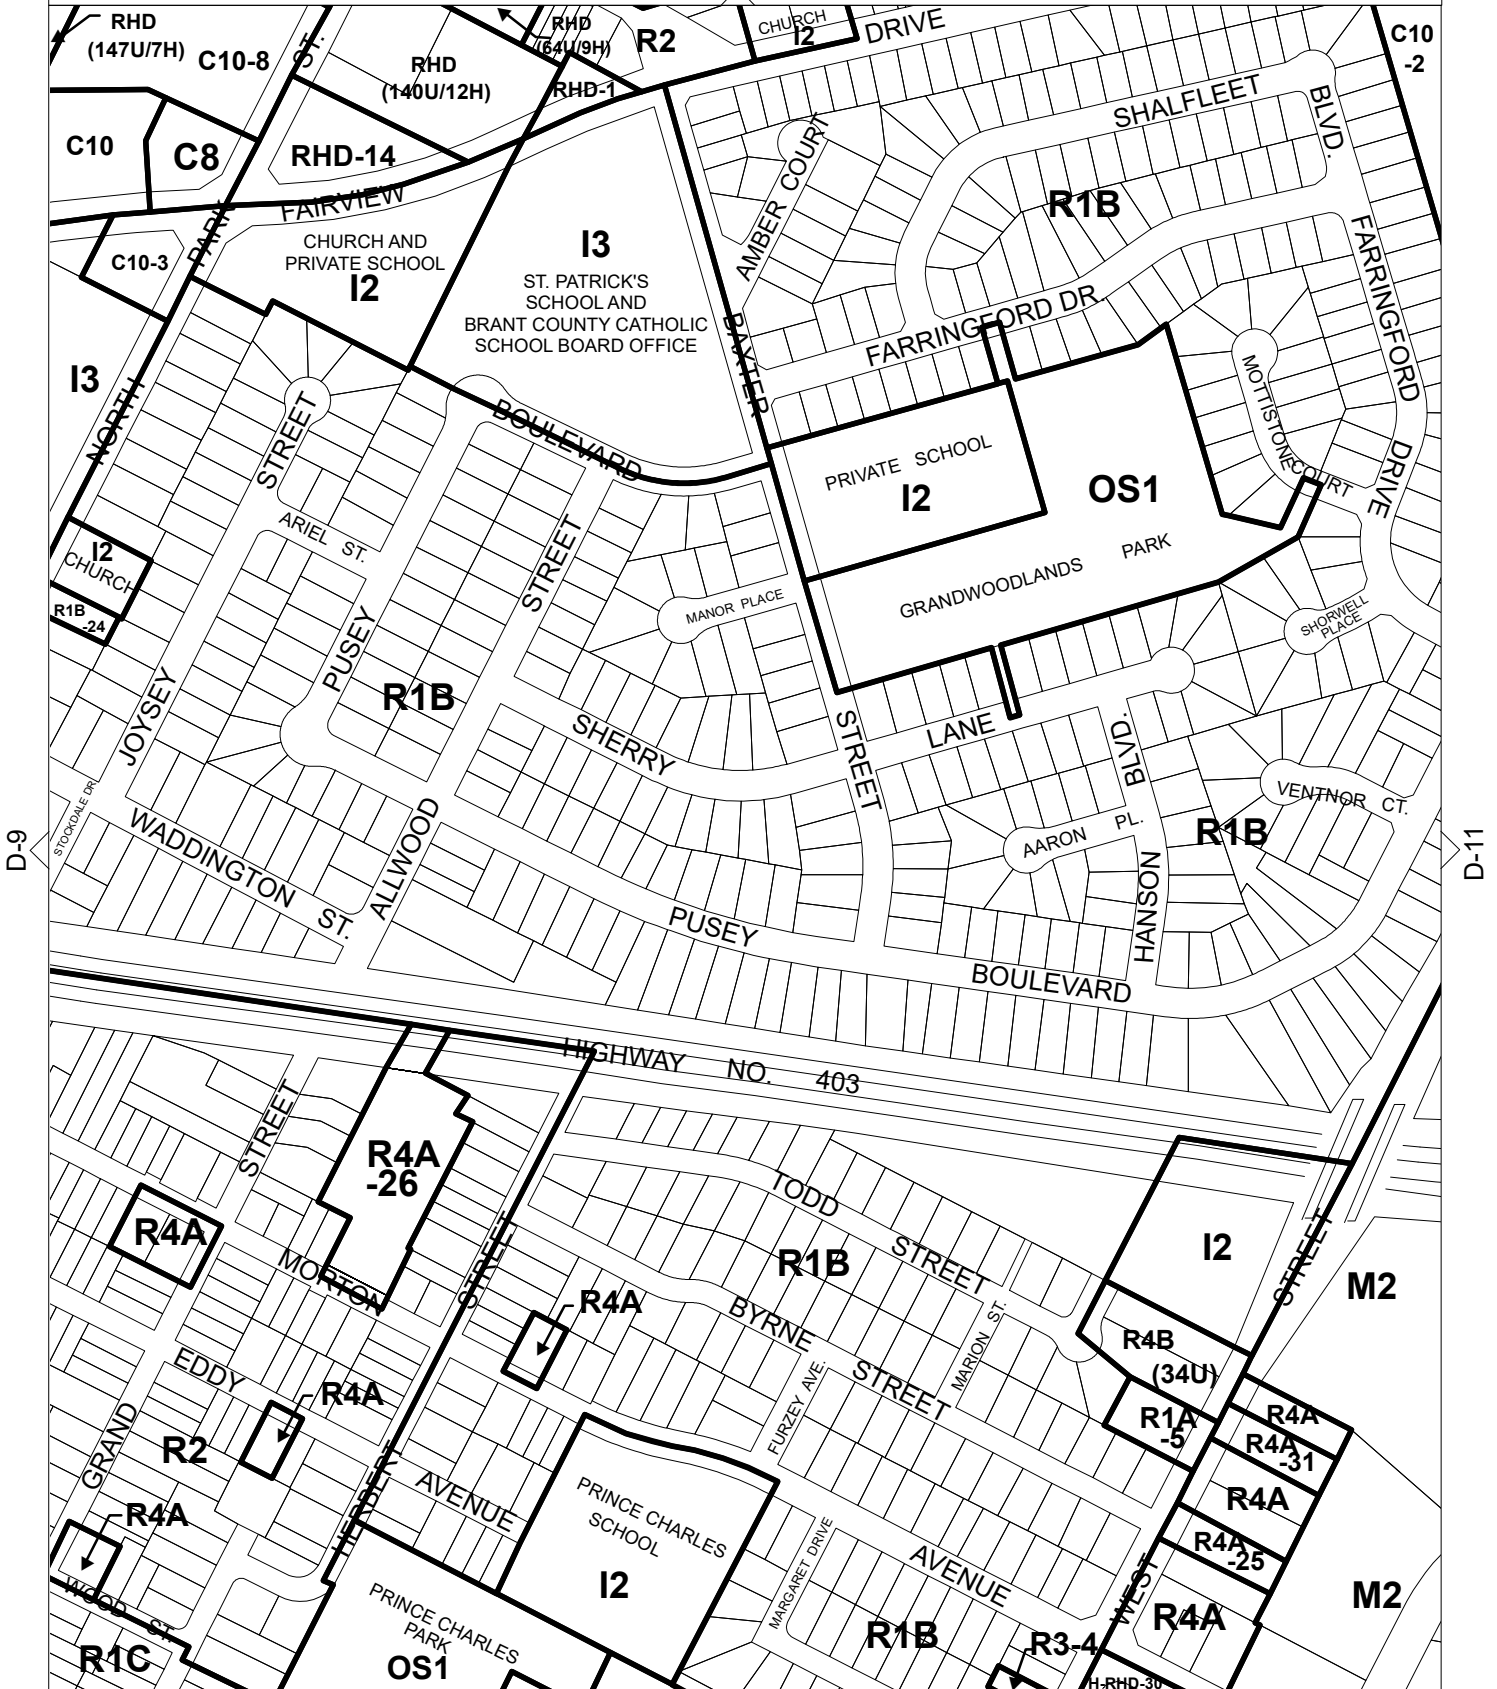 RHD
(147U/7H)
C10-8
ST.
RHD
(140U/12H)
RHD
(64U/9H)
R2
RHD-1
CHURCH
I2
DRIVE
C10
-2
C10
C8
RHD-14
FAIRVIEW
PARK
C10-3
CHURCH AND
PRIVATE SCHOOL
I2
I3
ST. PATRICK'S
SCHOOL AND
BRANT COUNTY CATHOLIC
SCHOOL BOARD OFFICE
AMBER COURT
SHALFLEET
BLVD.
R1B
FARRINGFORD
FARRINGFORD DR.
BAXTER
I3
NORTH
STREET
BOULEVARD
MOTTISTONE
COURT
DRIVE
PRIVATE SCHOOL
I2
OS1
GRANDWOODLANDS PARK
ARIEL ST.
STREET
I2
CHURCH
R1B
-24
MANOR PLACE
SHORWELL
PLACE
PUSEY
R1B
JOYSEY
SHERRY
STREET
LANE
BLVD.
VENTNOR CT.
R1B
AARON PL.
HANSON
STOCKDALE DR.
WADDINGTON ST.
ALLWOOD
D-9
D-11
PUSEY
BOULEVARD
HIGHWAY NO. 403
STREET
R4A
-26
R4A
MORTON
STREET
TODD
STREET
R1B
I2
STREET
M2
R4A
BYRNE
STREET
MARION ST.
FURZEY AVE.
R4B
(34U)
R1A
-5
R4A
R4A
-31
R4A
R4A
-25
R4A
EDDY
R4A
GRAND
R2
HERBERT
AVENUE
R4A
WOOD ST.
R1C
PRINCE CHARLES
SCHOOL
I2
PRINCE CHARLES
PARK
OS1
MARGARET DRIVE
AVENUE
WEST
R1B
R3-4
H-RHD-30
M2